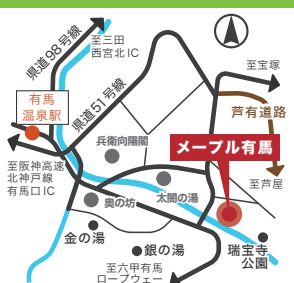 県道98号線
至三田
西宮北IC
県道51号線
至宝塚
有馬
温泉駅
芦有道路
兵衛向陽閣
メープル有馬
至阪神高速
北神戸線
有馬口IC
太閤の湯
至芦屋
奥の坊
金の湯
銀の湯
瑞宝寺
公園
至六甲有馬
ロープウェー